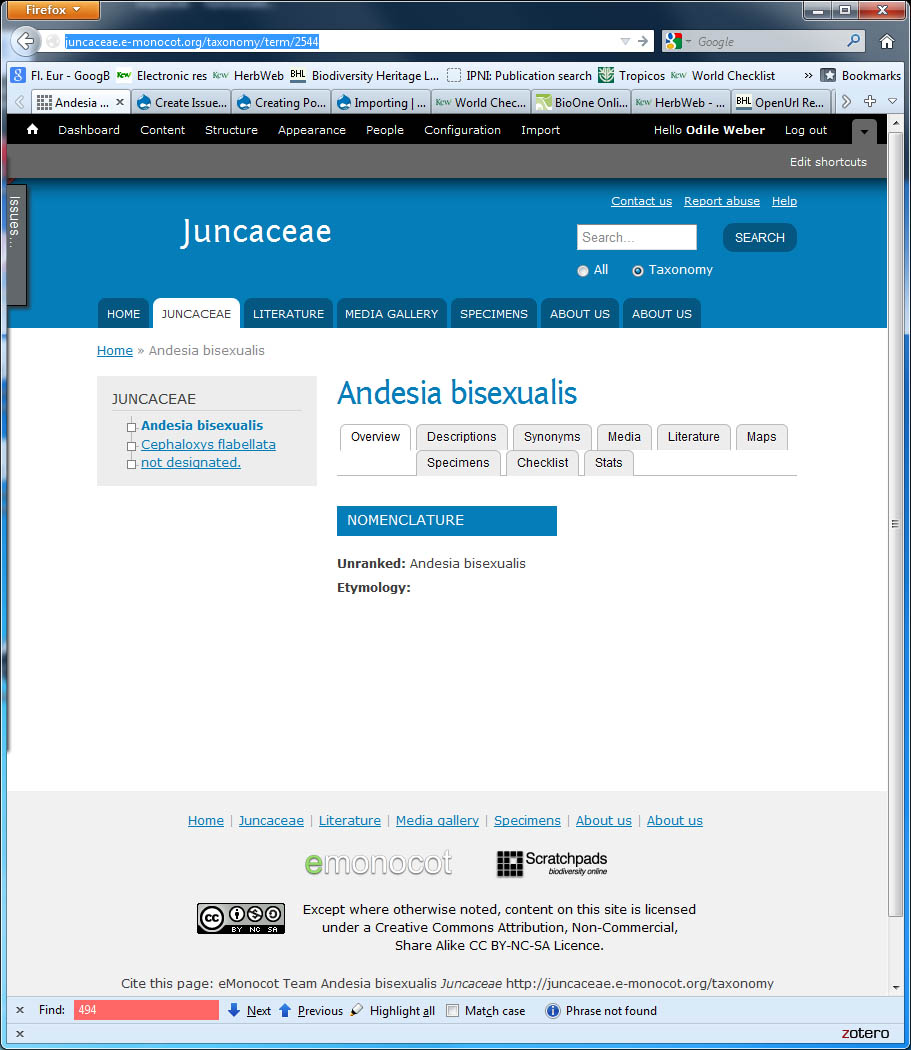 Firefox
juncaceae.e-monocot.org/taxonomy/term/2544 Google
Fl. Eur - GoogB Kew Electronic res Kew HerbWeb BHL Biodiversity Heritage L... IPNI: Publication search Tropicos Kew World Checklist » Bookmarks
Andesia ... × Create Issue... Creating Po... Importing | ... Kew World Chec... BioOne Onli... Kew HerbWeb - ... BHL OpenUrl Re...
Dashboard Content Structure Appearance People Configuration Import Hello Odile Weber Log out
Edit shortcuts
Issues...
Contact us Report abuse Help
Juncaceae
Search... SEARCH
All Taxonomy
HOME JUNCACEAE LITERATURE MEDIA GALLERY SPECIMENS ABOUT US ABOUT US
Home » Andesia bisexualis
JUNCACEAE
Andesia bisexualis
Cephaloxys flabellata
not designated.
Andesia bisexualis
Overview Descriptions Synonyms Media Literature Maps
Specimens Checklist Stats
NOMENCLATURE
Unranked: Andesia bisexualis
Etymology:
Home | Juncaceae | Literature | Media gallery | Specimens | About us | About us
emonocot Scratchpads
biodiversity online
cc BY NC SA
Except where otherwise noted, content on this site is licensed
under a Creative Commons Attribution, Non-Commercial,
Share Alike CC BY-NC-SA Licence.
Cite this page: eMonocot Team Andesia bisexualis Juncaceae http://juncaceae.e-monocot.org/taxonomy
× Find: 494 Next Previous Highlight all Match case Phrase not found
× zotero